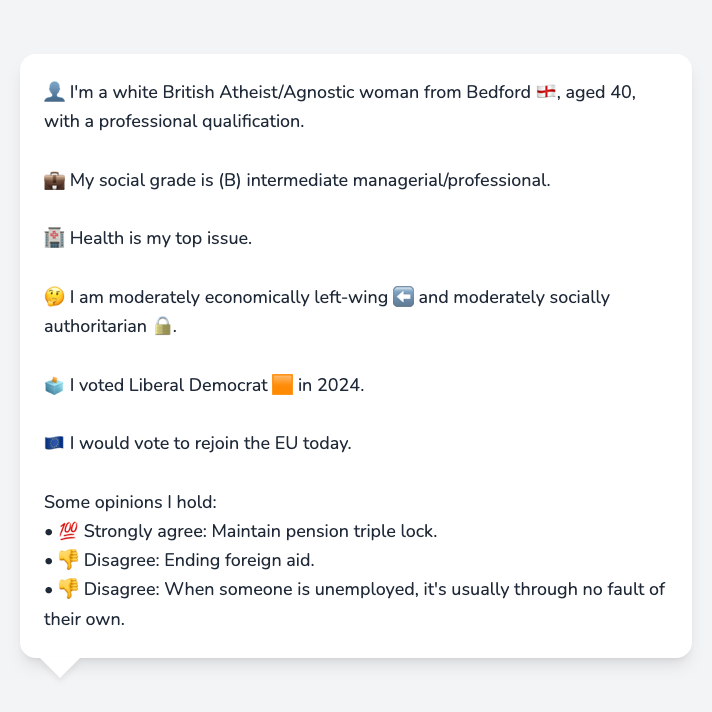 👤 I'm a white British Atheist/Agnostic woman from Bedford 🏴󠁧󠁢󠁥󠁮󠁧󠁿, aged 40,
with a professional qualification.
💼 My social grade is (B) intermediate managerial/professional.
🏥 Health is my top issue.
🤔 I am moderately economically left-wing ⬅️ and moderately socially
authoritarian 🔒.
🗳️ I voted Liberal Democrat 🟧 in 2024.
🇪🇺 I would vote to rejoin the EU today.
Some opinions I hold:
• 💯 Strongly agree: Maintain pension triple lock.
• 👎 Disagree: Ending foreign aid.
• 👎 Disagree: When someone is unemployed, it's usually through no fault of
their own.